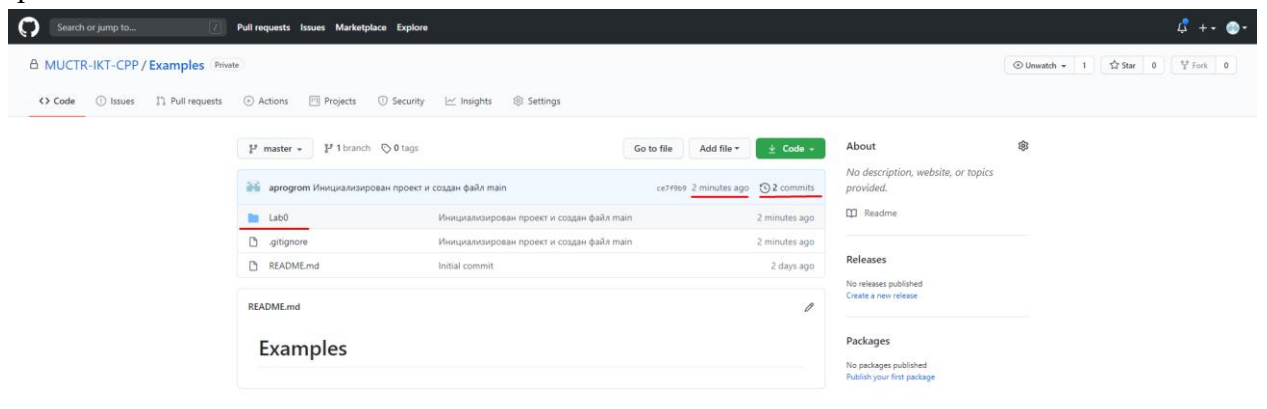 Search or jump to... /
Pull requests Issues Marketplace Explore
MUCTR-IKT-CPP / Examples Private
Unwatch 1 Star 0 Fork 0
Code Issues Pull requests Actions Projects Security Insights Settings
master 1 branch 0 tags
Go to file Add file Code
aprogrom Инициализирован проект и создан файл main ce7f9b9 2 minutes ago 2 commits
Lab0 Инициализирован проект и создан файл main 2 minutes ago
.gitignore Инициализирован проект и создан файл main 2 minutes ago
README.md Initial commit 2 days ago
README.md
Examples
About
No description, website, or topics
provided.
Readme
Releases
No releases published
Create a new release
Packages
No packages published
Publish your first package